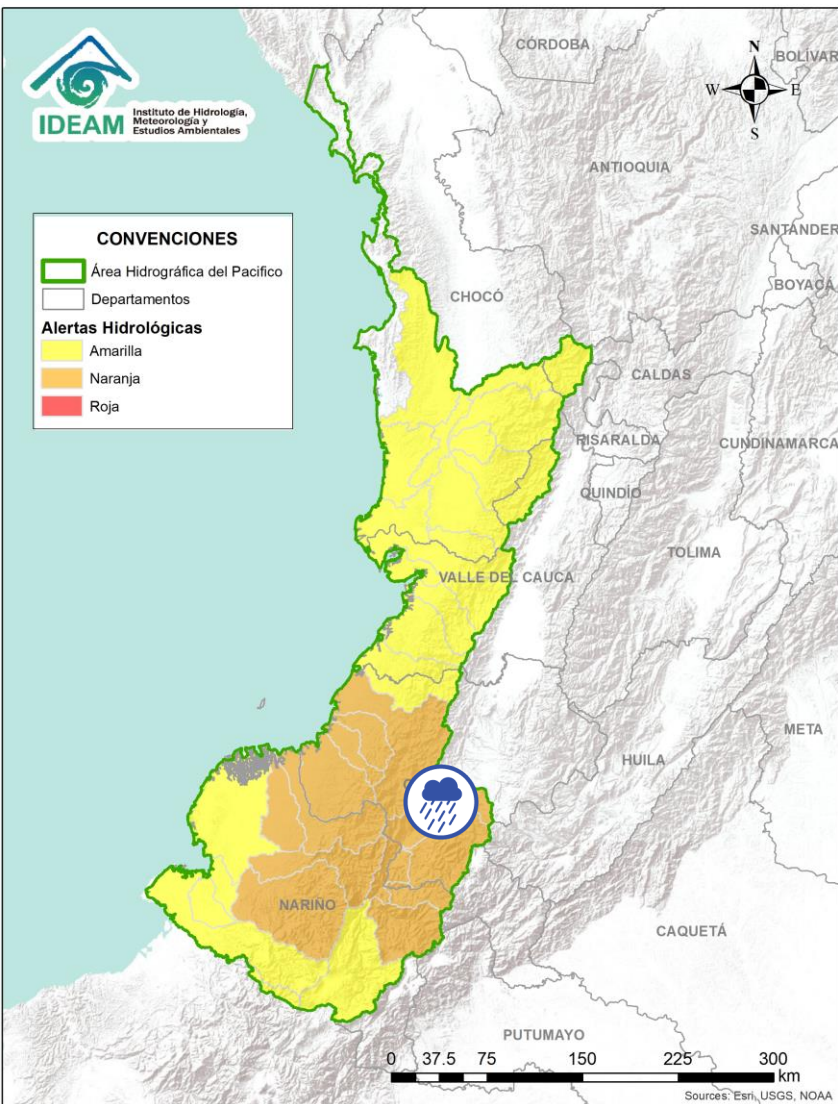 IDEAM
Instituto de Hidrología,
Meteorología y
Estudios Ambientales
CÓRDOBA
BOLÍVAR
N
W
E
S
ANTIOQUIA
SANTANDER
BOYACÁ
CONVENCIONES
Área Hidrográfica del Pacifico
Departamentos
Alertas Hidrológicas
Amarilla
Naranja
Roja
CHOCÓ
CALDAS
RISARALDA
CUNDINAMARCA
QUINDÍO
TOLIMA
VALLE DEL CAUCA
META
HUILA
NARIÑO
CAQUETÁ
PUTUMAYO
0 37.5 75 150 225 300
km
Sources: Esri, USGS, NOAA